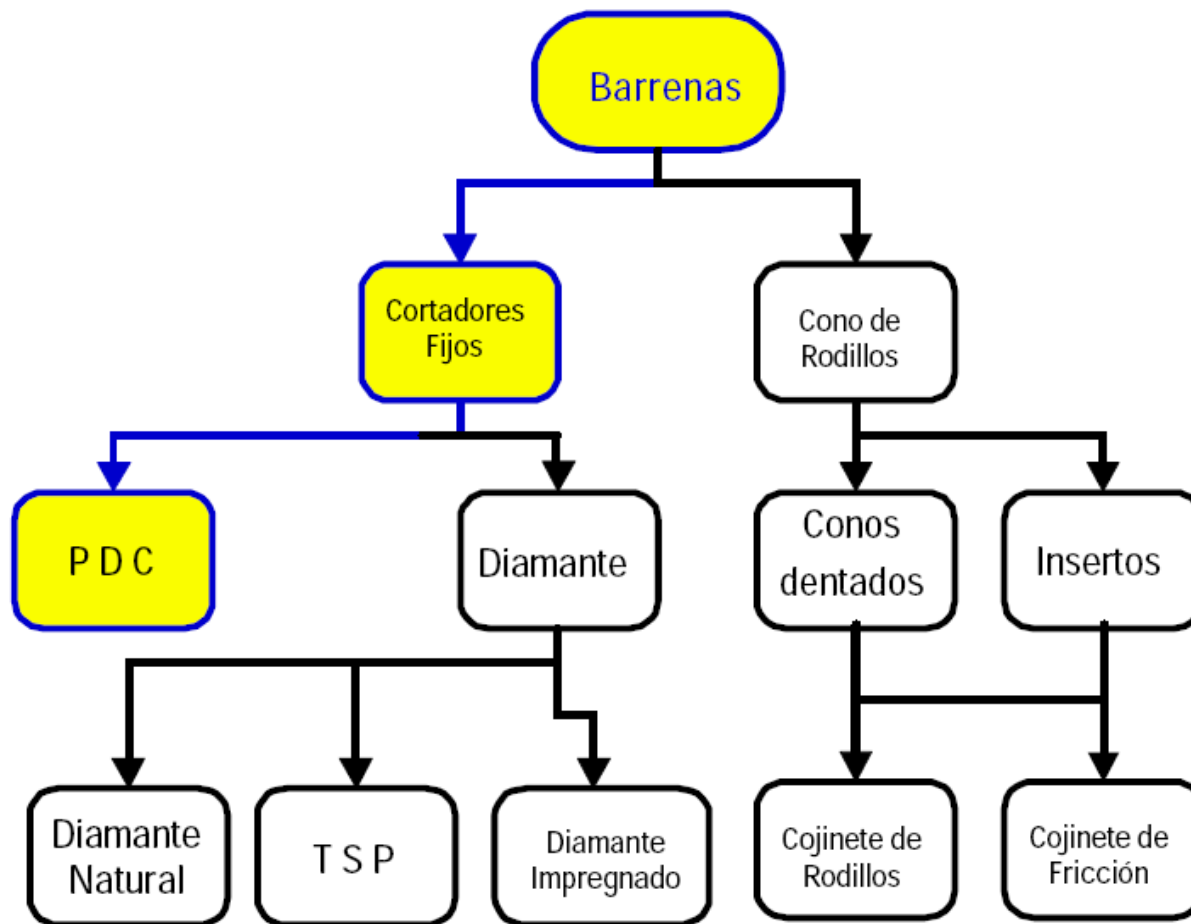 Barrenas
Cortadores
Fijos
Cono de
Rodillos
P D C
Diamante
Conos
dentados
Insertos
Diamante
Natural
T S P
Diamante
Impregnado
Cojinete de
Rodillos
Cojinete de
Fricción